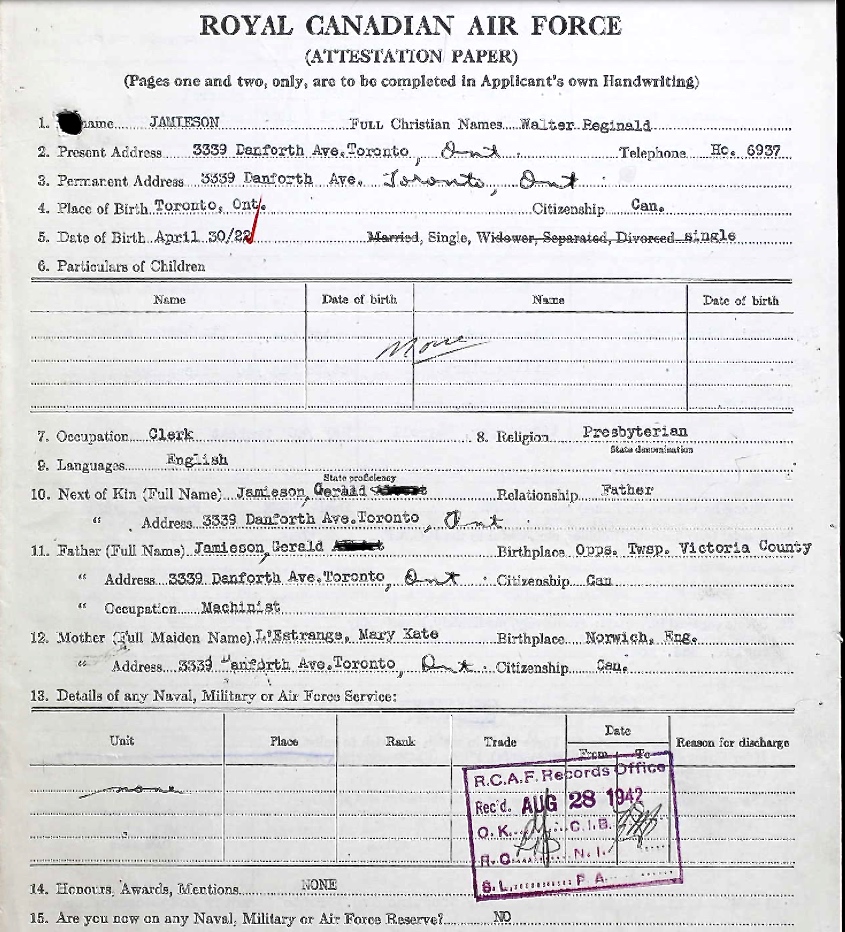 ROYAL CANADIAN AIR FORCE
(ATTESTATION PAPER)
(Pages one and two, only, are to be completed in Applicant's own Handwriting)
1. name JAMIESON FULL Christian Names Walter Reginald
2. Present Address 3339 Danforth Ave.Toronto, Ont. Telephone Ho. 6937
3. Permanent Address 3339 Danforth Ave. Toronto, Ont
4. Place of Birth Toronto, Ont. Citizenship Can.
5. Date of Birth April 30/22 Married, Single, Widower, Separated, Divorced single
6. Particulars of Children
Name Date of birth Name Date of birth
None
7. Occupation Clerk 8. Religion Presbyterian
State denomination
9. Languages English
State proficiency
10. Next of Kin (Full Name) Jamieson, Gerald Relationship Father
" Address 3339 Danforth Ave.Toronto, Ont
11. Father (Full Name) Jamieson, Gerald Birthplace Opps. Twsp. Victoria County
" Address 3339 Danforth Ave.Toronto, Ont. Citizenship Can
" Occupation Machinist
12. Mother (Full Maiden Name) L'Estrange, Mary Kate Birthplace Norwich, Eng.
" Address 3339 Danforth Ave.Toronto, Ont. Citizenship Can.
13. Details of any Naval, Military or Air Force Service:
Unit Place Rank Trade Date Reason for discharge
From To
none
R.C.A.F. Records Office
Rec'd. AUG 28 1942
O.K. C.I.B.
R.O. N.I.
S.L. P.A.
14. Honours, Awards, Mentions NONE
15. Are you now on any Naval, Military or Air Force Reserve? NO